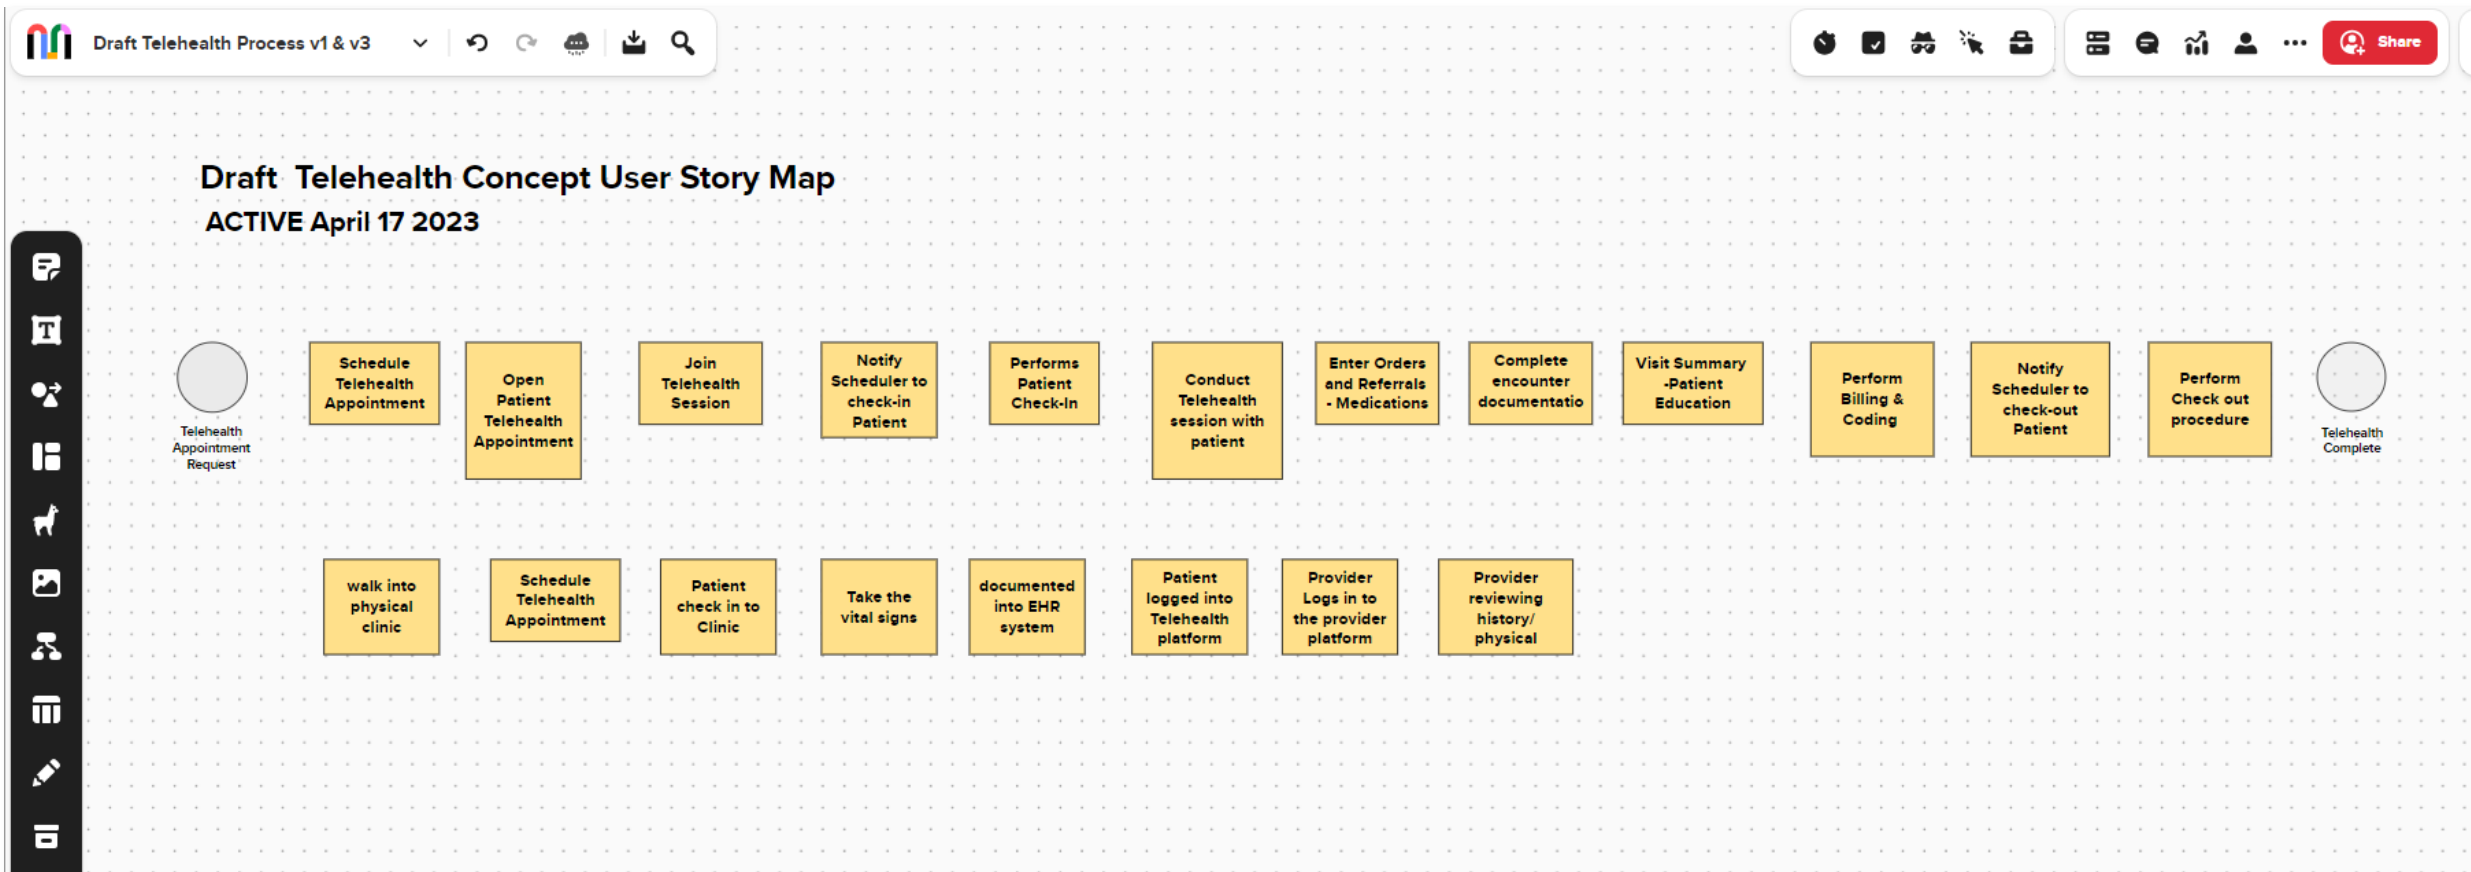 Draft Telehealth Process v1 & v3
Share
Draft Telehealth Concept User Story Map
ACTIVE April 17 2023
Telehealth
Appointment
Request
Schedule
Telehealth
Appointment
Open
Patient
Telehealth
Appointment
Join
Telehealth
Session
Notify
Scheduler to
check-in
Patient
Performs
Patient
Check-In
Conduct
Telehealth
session with
patient
Enter Orders
and Referrals
- Medications
Complete
encounter
documentatio
Visit Summary
-Patient
Education
Perform
Billing &
Coding
Notify
Scheduler to
check-out
Patient
Perform
Check out
procedure
Telehealth
Complete
walk into
physical
clinic
Schedule
Telehealth
Appointment
Patient
check in to
Clinic
Take the
vital signs
documented
into EHR
system
Patient
logged into
Telehealth
platform
Provider
Logs in to
the provider
platform
Provider
reviewing
history/
physical